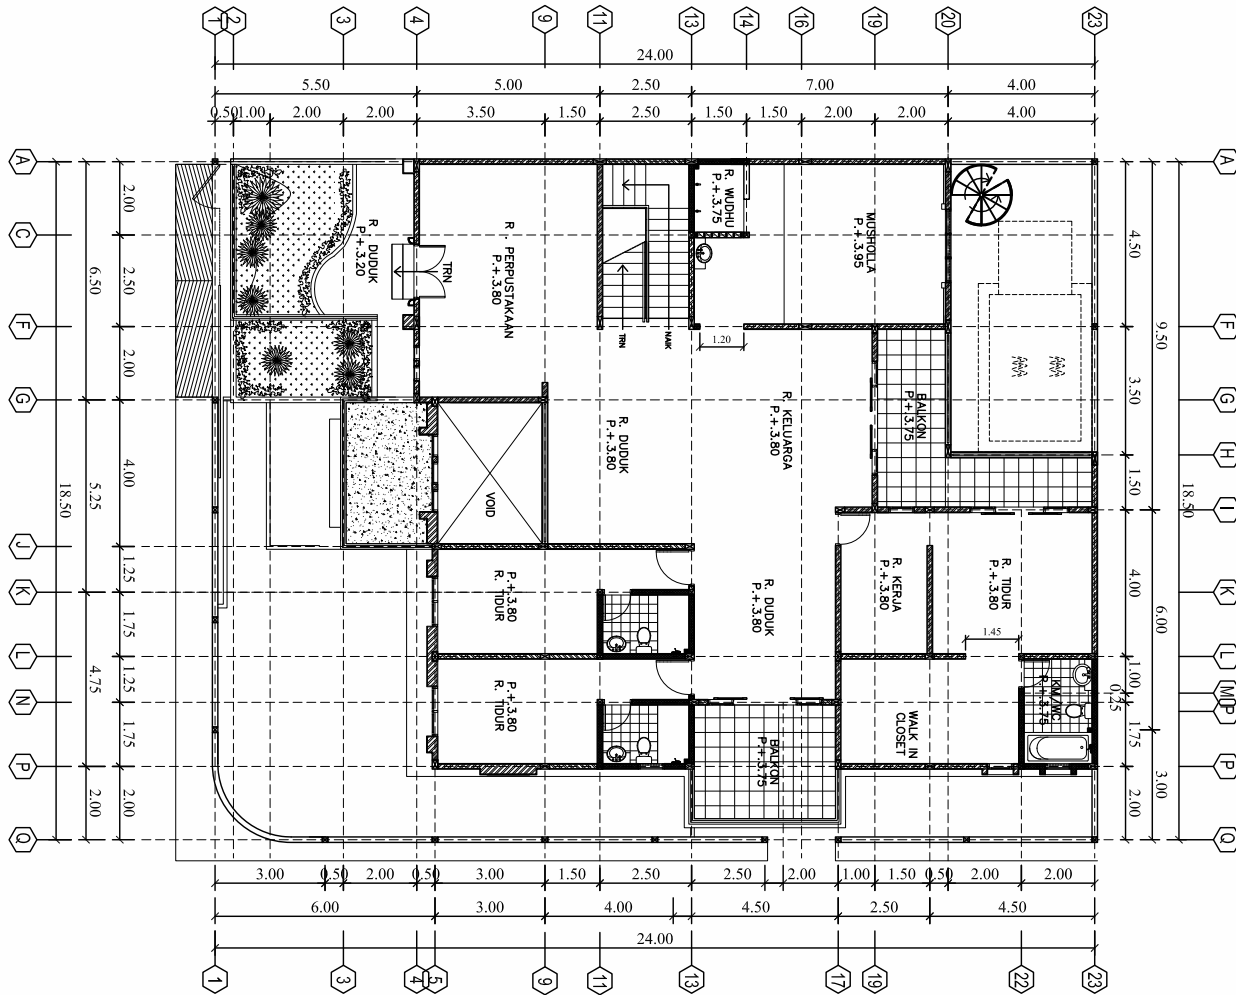 1
2
3
4
9
11
13
14
16
19
20
23
24.00
5.50
5.00
2.50
7.00
4.00
0.50
1.00
2.00
2.00
3.50
1.50
2.50
1.50
1.50
2.00
2.00
4.00
A
C
F
G
J
K
L
N
P
Q
2.00
2.50
2.00
4.00
1.25
1.75
1.25
1.75
2.00
6.50
5.25
4.75
2.00
18.50
R. DUDUK
P +.3.20
TRN
R . PERPUSTAKAAN
P.+.3.80
TRN
NAIK
R. WUDHU
P.+.3.75
MUSHOLLA
P.+.3.95
1.20
BALKON
P.+.3.75
R. KELUARGA
P.+.3.80
R. DUDUK
P.+.3.80
VOID
P.+.3.80
R. TIDUR
P.+.3.80
R. TIDUR
R. DUDUK
P.+.3.80
R. KERJA
P.+.3.80
R. TIDUR
P.+.3.80
1.45
KM/WC
P.+.3.75
WALK IN
CLOSET
BALKON
P.+.3.75
A
C
F
G
H
I
K
L
M
P
P
Q
4.50
3.50
1.50
4.00
1.00
0.25
1.75
2.00
9.50
6.00
3.00
18.50
3.00
0.50
2.00
0.50
3.00
1.50
2.50
2.50
2.00
1.00
1.50
0.50
2.00
2.00
6.00
3.00
4.00
4.50
2.50
4.50
24.00
1
3
4
5
9
11
13
17
19
22
23